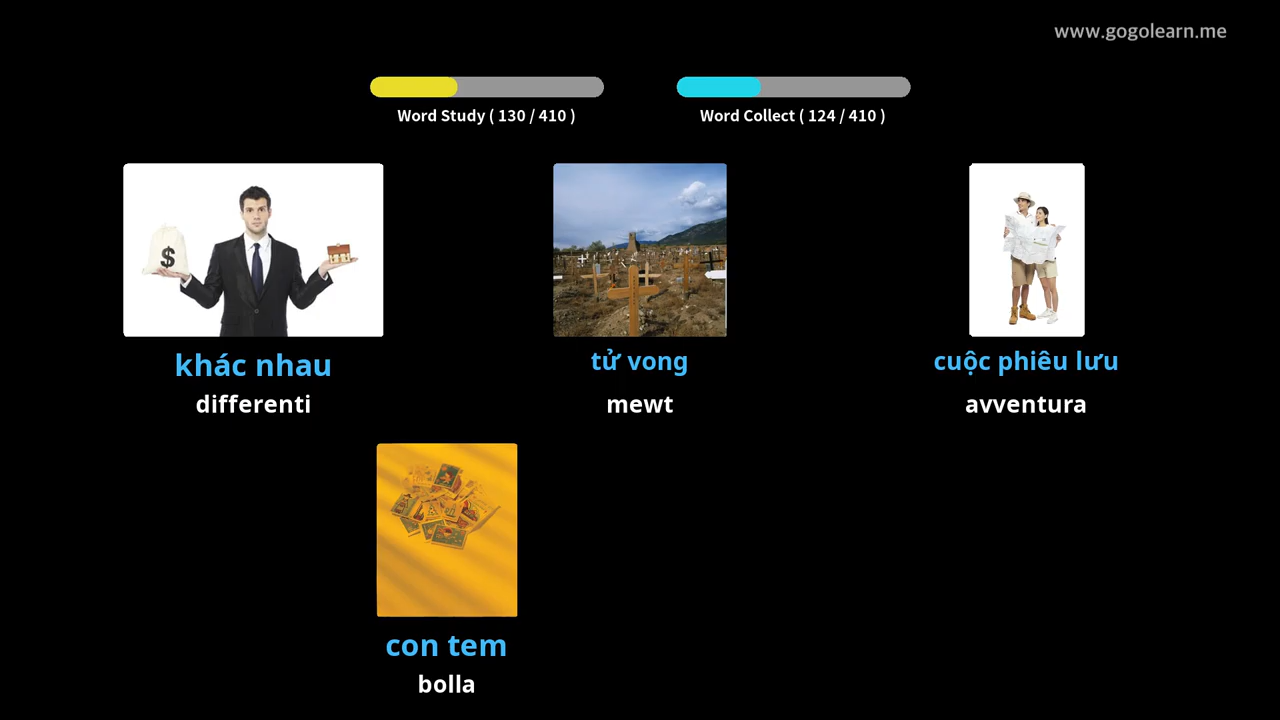 www.gogolearn.me
Word Study ( 130 / 410 )
Word Collect ( 124 / 410 )
$
khác nhau
differenti
tử vong
mewt
cuộc phiêu lưu
avventura
con tem
bolla